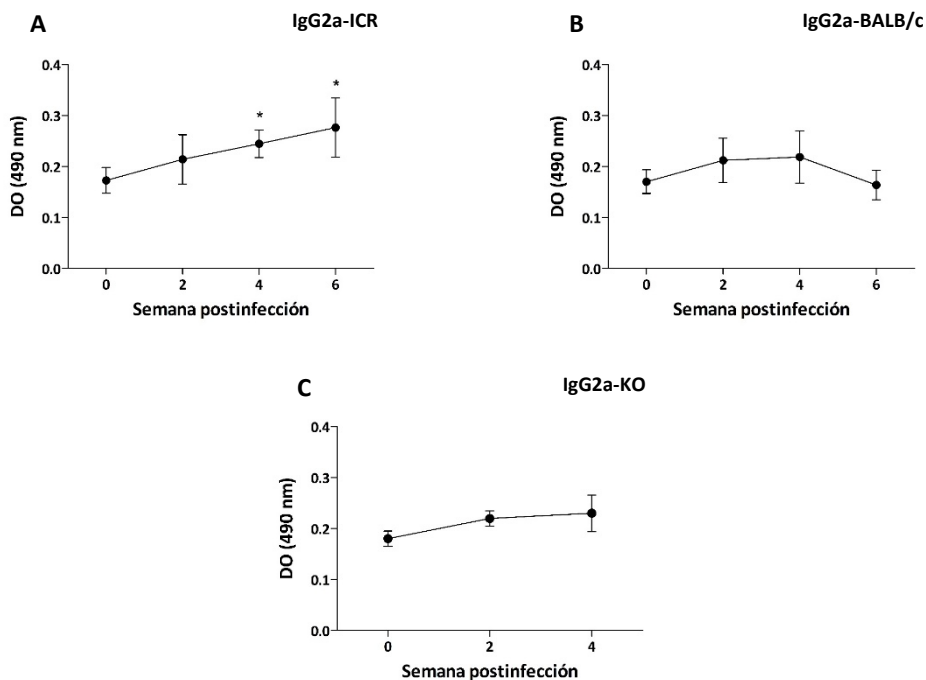 A
IgG2a-ICR
DO (490 nm)
0.4
0.3
0.2
0.1
0.0
*
*
0
2
4
6
Semana postinfección
B
IgG2a-BALB/c
DO (490 nm)
0.4
0.3
0.2
0.1
0.0
0
2
4
6
Semana postinfección
C
IgG2a-KO
DO (490 nm)
0.4
0.3
0.2
0.1
0.0
0
2
4
Semana postinfección